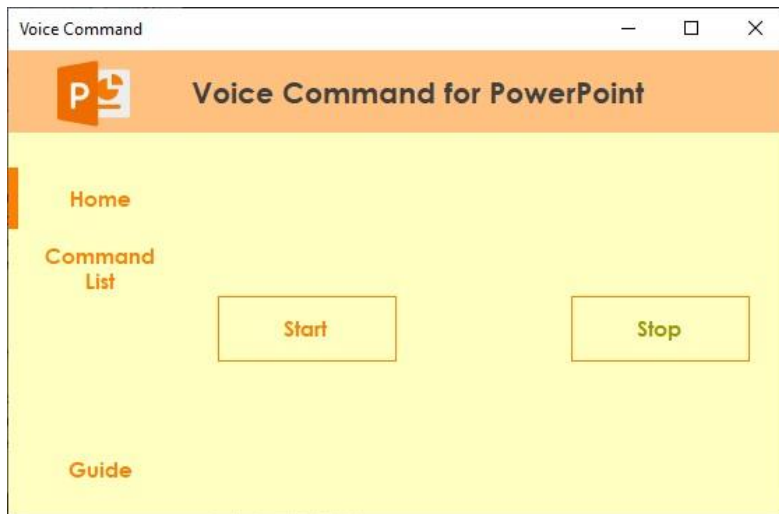 Voice Command
P
Voice Command for PowerPoint
Home
Command
List
Start
Stop
Guide